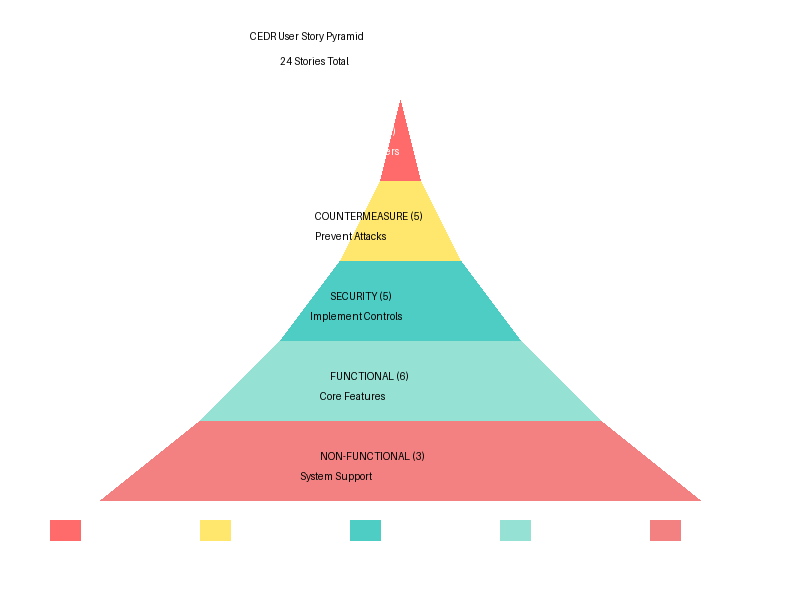 CEDR User Story Pyramid
24 Stories Total
)
ers
COUNTERMEASURE (5)
Prevent Attacks
SECURITY (5)
Implement Controls
FUNCTIONAL (6)
Core Features
NON-FUNCTIONAL (3)
System Support